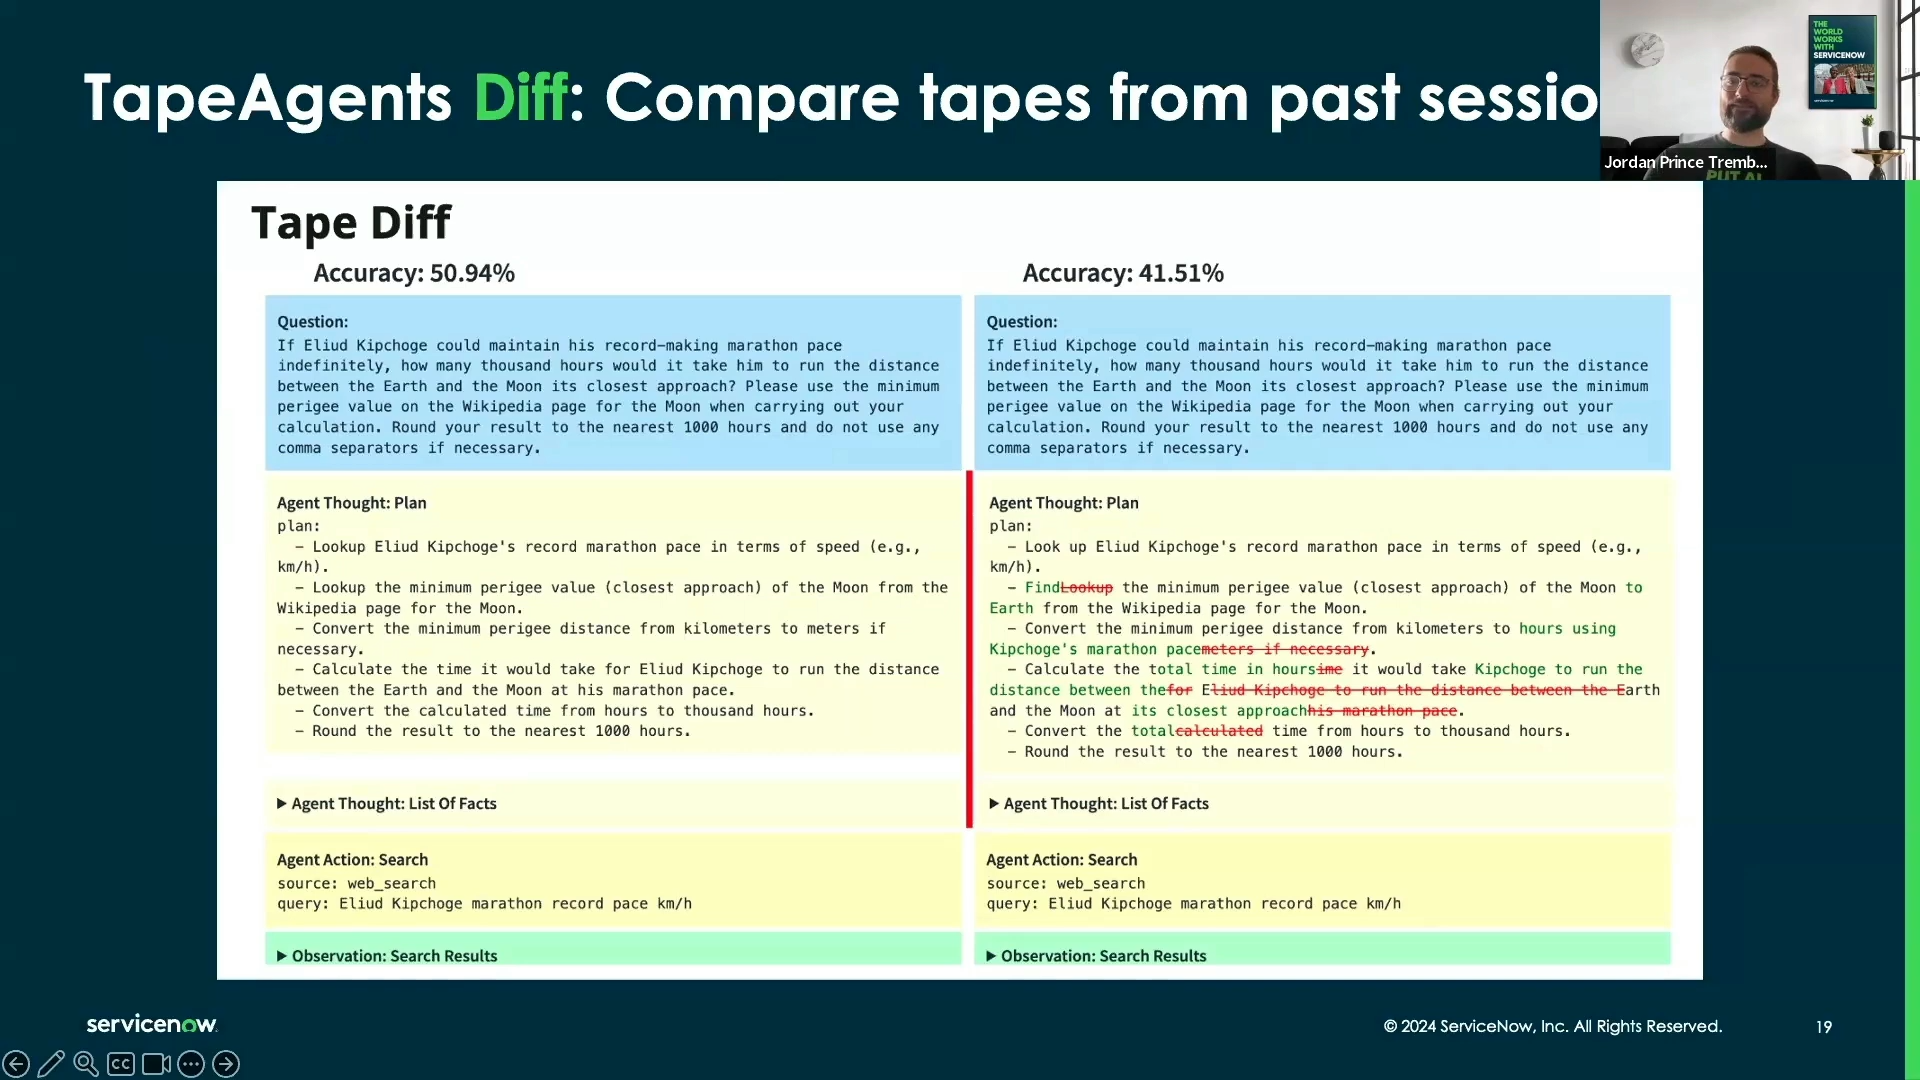 TapeAgents Diff: Compare tapes from past sessio
THE
WORLD
WORKS
WITH
SERVICENOW
Jordan Prince Tremb...
PUT AI
Tape Diff
Accuracy: 50.94%
Question:
If Eliud Kipchoge could maintain his record-making marathon pace
indefinitely, how many thousand hours would it take him to run the distance
between the Earth and the Moon its closest approach? Please use the minimum
perigee value on the Wikipedia page for the Moon when carrying out your
calculation. Round your result to the nearest 1000 hours and do not use any
comma separators if necessary.
Agent Thought: Plan
plan:
– Lookup Eliud Kipchoge's record marathon pace in terms of speed (e.g.,
km/h).
– Lookup the minimum perigee value (closest approach) of the Moon from the
Wikipedia page for the Moon.
– Convert the minimum perigee distance from kilometers to meters if
necessary.
– Calculate the time it would take for Eliud Kipchoge to run the distance
between the Earth and the Moon at his marathon pace.
– Convert the calculated time from hours to thousand hours.
– Round the result to the nearest 1000 hours.
▶ Agent Thought: List Of Facts
Agent Action: Search
source: web_search
query: Eliud Kipchoge marathon record pace km/h
▶ Observation: Search Results
Accuracy: 41.51%
Question:
If Eliud Kipchoge could maintain his record-making marathon pace
indefinitely, how many thousand hours would it take him to run the distance
between the Earth and the Moon its closest approach? Please use the minimum
perigee value on the Wikipedia page for the Moon when carrying out your
calculation. Round your result to the nearest 1000 hours and do not use any
comma separators if necessary.
Agent Thought: Plan
plan:
– Look up Eliud Kipchoge's record marathon pace in terms of speed (e.g.,
km/h).
– FindLookup the minimum perigee value (closest approach) of the Moon to
Earth from the Wikipedia page for the Moon.
– Convert the minimum perigee distance from kilometers to hours using
Kipchoge's marathon pacemeters if necessary.
– Calculate the total time in hoursime it would take Kipchoge to run the
distance between thefor Eliud Kipchoge to run the distance between the Earth
and the Moon at its closest approachhis marathon pace.
– Convert the totalcalculated time from hours to thousand hours.
– Round the result to the nearest 1000 hours.
▶ Agent Thought: List Of Facts
Agent Action: Search
source: web_search
query: Eliud Kipchoge marathon record pace km/h
▶ Observation: Search Results
servicenow
© 2024 ServiceNow, Inc. All Rights Reserved.
19
CC